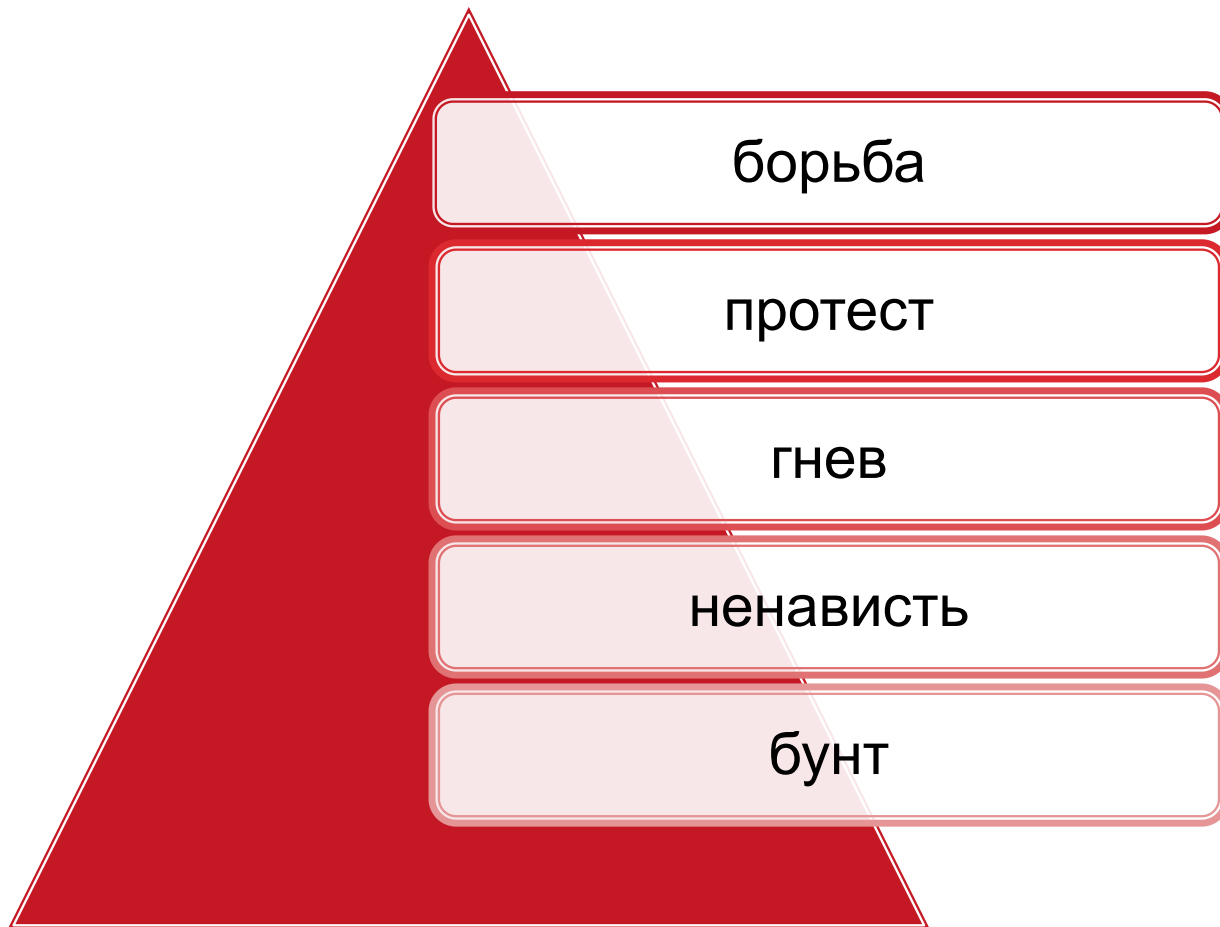 борьба
протест
гнев
ненависть
бунт